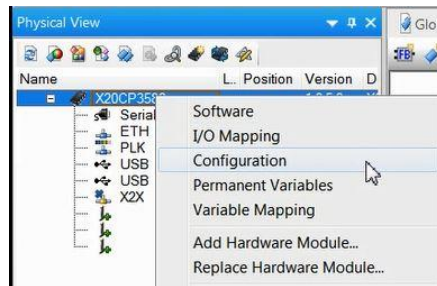 Physical View
Glo
Name L.. Position Version D
X20CP358
Serial
ETH
PLK
USB
USB
X2X
Software
I/O Mapping
Configuration
Permanent Variables
Variable Mapping
Add Hardware Module...
Replace Hardware Module...